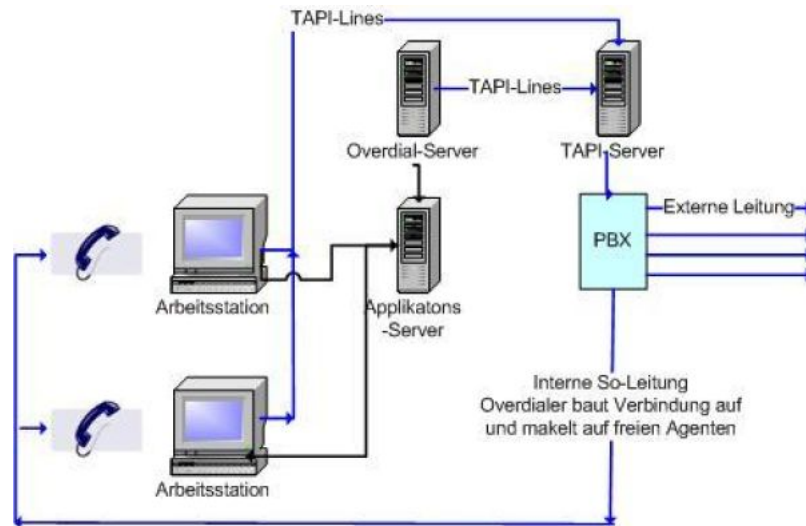 TAPI-Lines
TAPI-Lines
Overdial-Server
TAPI-Server
Externe Leitung
PBX
Arbeitsstation
Applikatons
-Server
Interne So-Leitung
Overdialer baut Verbindung auf
und makelt auf freien Agenten
Arbeitsstation